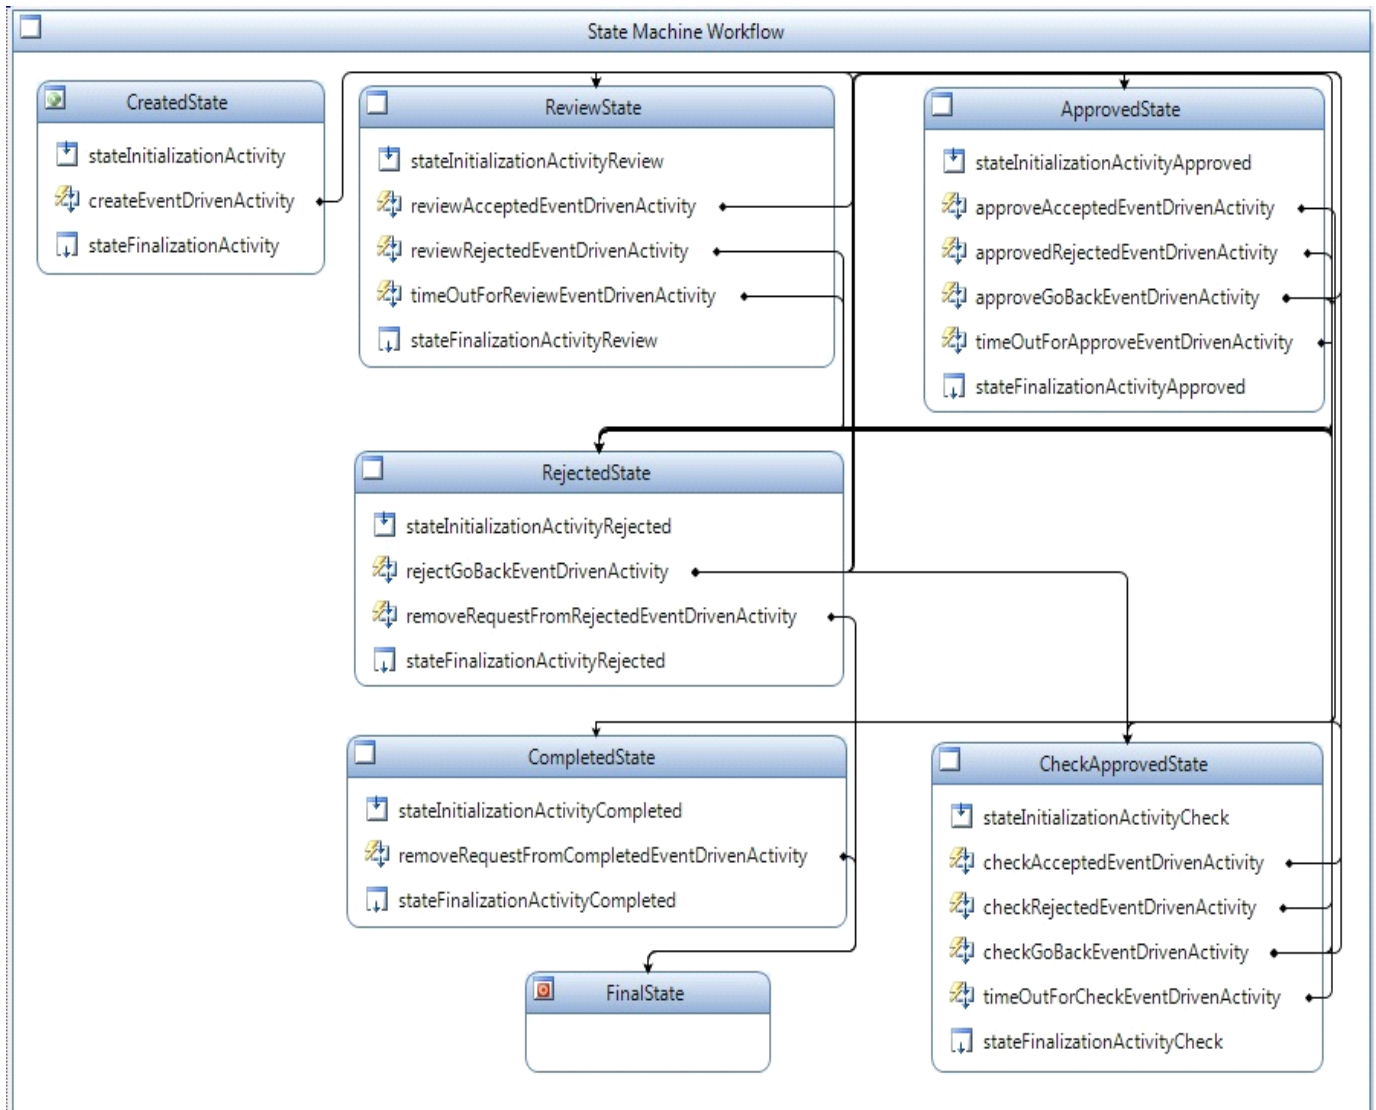 State Machine Workflow
CreatedState
stateInitializationActivity
createEventDrivenActivity
stateFinalizationActivity
ReviewState
stateInitializationActivityReview
reviewAcceptedEventDrivenActivity
reviewRejectedEventDrivenActivity
timeOutForReviewEventDrivenActivity
stateFinalizationActivityReview
ApprovedState
stateInitializationActivityApproved
approveAcceptedEventDrivenActivity
approvedRejectedEventDrivenActivity
approveGoBackEventDrivenActivity
timeOutForApproveEventDrivenActivity
stateFinalizationActivityApproved
RejectedState
stateInitializationActivityRejected
rejectGoBackEventDrivenActivity
removeRequestFromRejectedEventDrivenActivity
stateFinalizationActivityRejected
CompletedState
stateInitializationActivityCompleted
removeRequestFromCompletedEventDrivenActivity
stateFinalizationActivityCompleted
CheckApprovedState
stateInitializationActivityCheck
checkAcceptedEventDrivenActivity
checkRejectedEventDrivenActivity
checkGoBackEventDrivenActivity
timeOutForCheckEventDrivenActivity
stateFinalizationActivityCheck
FinalState